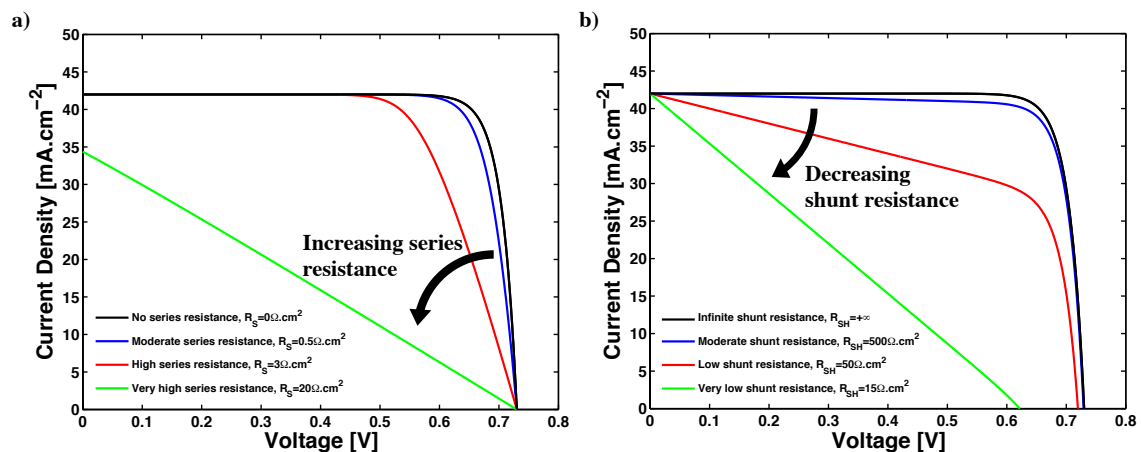 a)
50
45
40
35
30
25
20
15
10
5
0
Current Density [mA.cm⁻²]
0 0.1 0.2 0.3 0.4 0.5 0.6 0.7 0.8
Voltage [V]
Increasing series
resistance
No series resistance, R_S=0Ω.cm²
Moderate series resistance, R_S=0.5Ω.cm²
High series resistance, R_S=3Ω.cm²
Very high series resistance, R_S=20Ω.cm²
b)
50
45
40
35
30
25
20
15
10
5
0
Current Density [mA.cm⁻²]
0 0.1 0.2 0.3 0.4 0.5 0.6 0.7 0.8
Voltage [V]
Decreasing
shunt resistance
Infinite shunt resistance, R_SH=+∞
Moderate shunt resistance, R_SH=500Ω.cm²
Low shunt resistance, R_SH=50Ω.cm²
Very low shunt resistance, R_SH=15Ω.cm²